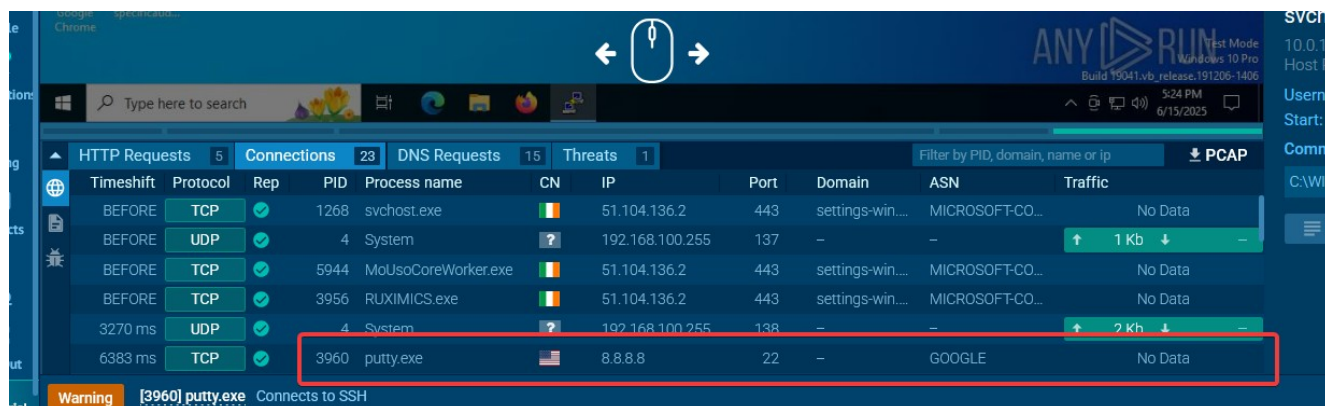 Google
Chrome
ANY RUN
Test Mode
Windows 10 Pro
Build 19041.vb_release.191206-1406
Type here to search
5:24 PM
6/15/2025
HTTP Requests 5 Connections 23 DNS Requests 15 Threats 1 Filter by PID, domain, name or ip PCAP
Timeshift Protocol Rep PID Process name CN IP Port Domain ASN Traffic
BEFORE TCP 1268 svchost.exe 51.104.136.2 443 settings-win.... MICROSOFT-CO... No Data
BEFORE UDP 4 System ? 192.168.100.255 137 – – 1 Kb –
BEFORE TCP 5944 MoUsoCoreWorker.exe 51.104.136.2 443 settings-win.... MICROSOFT-CO... No Data
BEFORE TCP 3956 RUXIMICS.exe 51.104.136.2 443 settings-win.... MICROSOFT-CO... No Data
3270 ms UDP 4 System ? 192.168.100.255 138 – – 2 Kb –
6383 ms TCP 3960 putty.exe 8.8.8.8 22 – GOOGLE No Data
Warning [3960] putty.exe Connects to SSH
10.0.1
Host
Usern
Start:
Comm
C:\WI